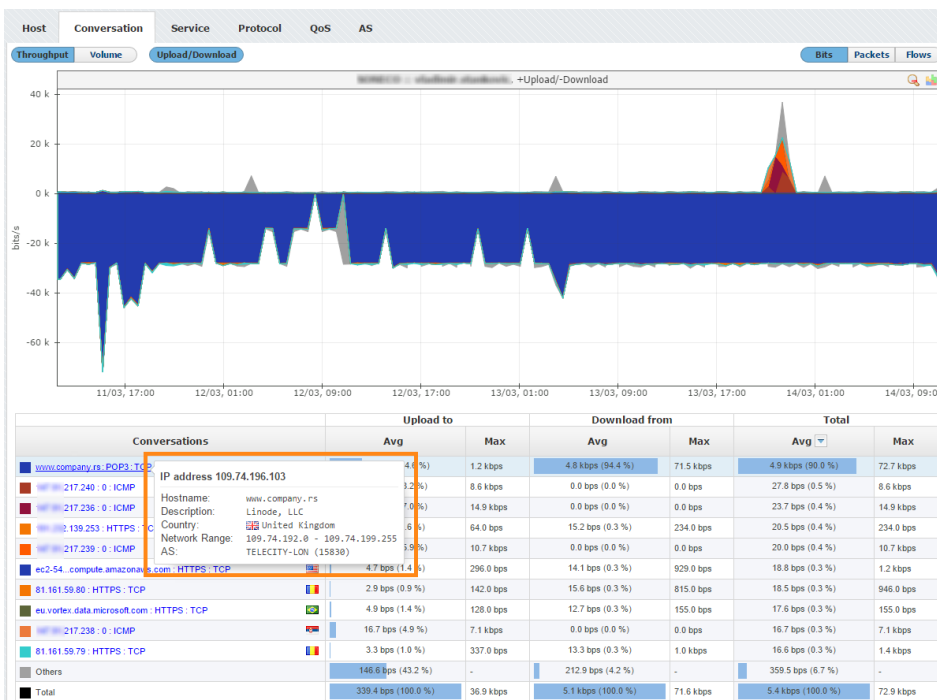 Host Conversation Service Protocol QoS AS
Throughput Volume Upload/Download Bits Packets Flows
+Upload/-Download
40 k
20 k
0 k
-20 k
-40 k
-60 k
bits/s
11/03, 17:00 12/03, 01:00 12/03, 09:00 12/03, 17:00 13/03, 01:00 13/03, 09:00 13/03, 17:00 14/03, 01:00 14/03, 09:0
Upload to Download from Total
Conversations Avg Max Avg Max Avg Max
www.company.rs: POP3 : TCP 1.2 kbps 4.8 kbps (94.4 %) 71.5 kbps 4.9 kbps (90.0 %) 72.7 kbps
217.240 : 0 : ICMP 8.6 kbps 0.0 bps (0.0 %) 0.0 bps 27.8 bps (0.5 %) 8.6 kbps
217.236 : 0 : ICMP 14.9 kbps 0.0 bps (0.0 %) 0.0 bps 23.7 bps (0.4 %) 14.9 kbps
139.253 : HTTPS : 64.0 bps 15.2 bps (0.3 %) 234.0 bps 20.5 bps (0.4 %) 234.0 bps
217.239 : 0 : ICMP 10.7 kbps 0.0 bps (0.0 %) 0.0 bps 20.0 bps (0.4 %) 10.7 kbps
IP address 109.74.196.103
Hostname: www.company.rs
Description: Linode, LLC
Country: United Kingdom
Network Range: 109.74.192.0 - 109.74.199.255
AS: TELECITY-LON (15830)
ec2-54...compute.amazonaws.com : HTTPS : TCP 4.7 bps (1.4 %) 296.0 bps 14.1 bps (0.3 %) 929.0 bps 18.8 bps (0.3 %) 1.2 kbps
81.161.59.80 : HTTPS : TCP 2.9 bps (0.9 %) 142.0 bps 15.6 bps (0.3 %) 815.0 bps 18.5 bps (0.3 %) 946.0 bps
eu.vortex.data.microsoft.com : HTTPS : TCP 4.9 bps (1.4 %) 128.0 bps 12.7 bps (0.3 %) 155.0 bps 17.6 bps (0.3 %) 155.0 bps
217.238 : 0 : ICMP 16.7 bps (4.9 %) 7.1 kbps 0.0 bps (0.0 %) 0.0 bps 16.7 bps (0.3 %) 7.1 kbps
81.161.59.79 : HTTPS : TCP 3.3 bps (1.0 %) 337.0 bps 13.3 bps (0.3 %) 1.0 kbps 16.6 bps (0.3 %) 1.4 kbps
Others 146.6 bps (43.2 %) - 212.9 bps (4.2 %) - 359.5 bps (6.7 %) -
Total 339.4 bps (100.0 %) 36.9 kbps 5.1 kbps (100.0 %) 71.6 kbps 5.4 kbps (100.0 %) 72.9 kbps